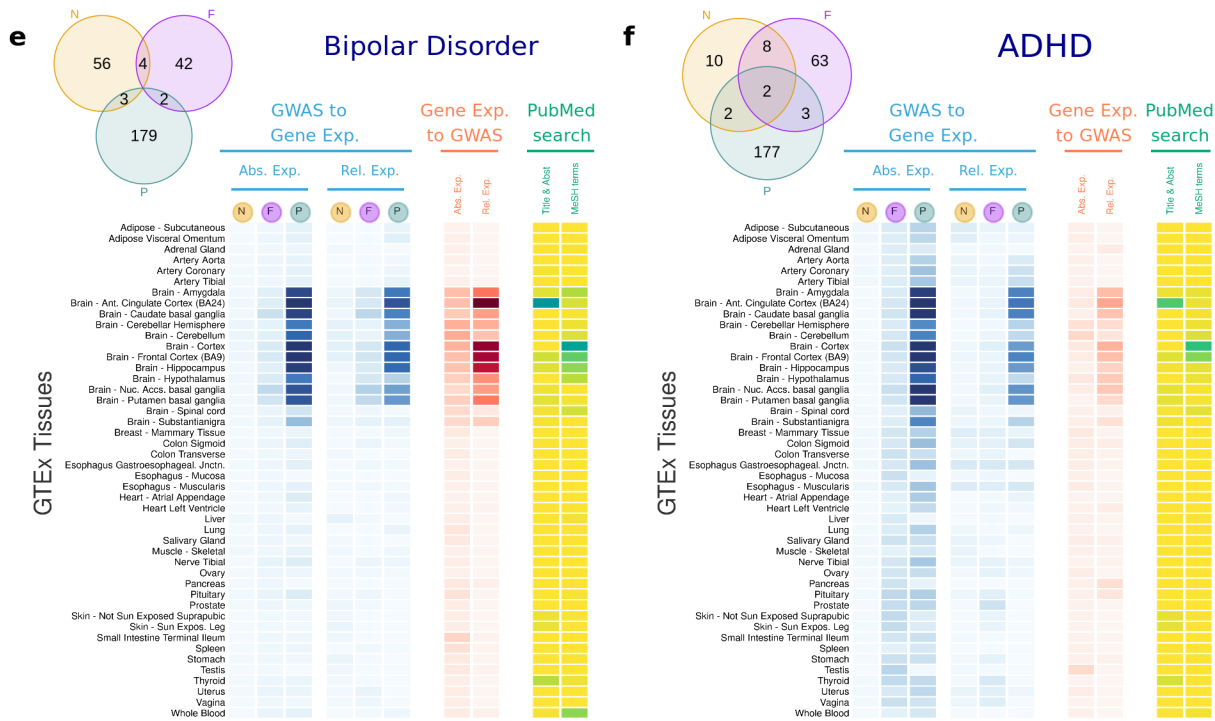 e
N
F
56
4
42
3
2
179
P
Bipolar Disorder
GWAS to
Gene Exp.
Gene Exp.
to GWAS
PubMed
search
Abs. Exp.
Rel. Exp.
Abs. Exp.
Rel. Exp.
Title & Abst
MeSH terms
N F P N F P
GTEx Tissues
Adipose - Subcutaneous
Adipose Visceral Omentum
Adrenal Gland
Artery Aorta
Artery Coronary
Artery Tibial
Brain - Amygdala
Brain - Ant. Cingulate Cortex (BA24)
Brain - Caudate basal ganglia
Brain - Cerebellar Hemisphere
Brain - Cerebellum
Brain - Cortex
Brain - Frontal Cortex (BA9)
Brain - Hippocampus
Brain - Hypothalamus
Brain - Nuc. Accs. basal ganglia
Brain - Putamen basal ganglia
Brain - Spinal cord
Brain - Substantianigra
Breast - Mammary Tissue
Colon Sigmoid
Colon Transverse
Esophagus Gastroesophageal. Jnctn.
Esophagus - Mucosa
Esophagus - Muscularis
Heart - Atrial Appendage
Heart Left Ventricle
Liver
Lung
Salivary Gland
Muscle - Skeletal
Nerve Tibial
Ovary
Pancreas
Pituitary
Prostate
Skin - Not Sun Exposed Suprapubic
Skin - Sun Expos. Leg
Small Intestine Terminal Ileum
Spleen
Stomach
Testis
Thyroid
Uterus
Vagina
Whole Blood
f
N
F
10
8
63
2
2
3
177
P
ADHD
GWAS to
Gene Exp.
Gene Exp.
to GWAS
PubMed
search
Abs. Exp.
Rel. Exp.
Abs. Exp.
Rel. Exp.
Title & Abst
MeSH terms
N F P N F P
GTEx Tissues
Adipose - Subcutaneous
Adipose Visceral Omentum
Adrenal Gland
Artery Aorta
Artery Coronary
Artery Tibial
Brain - Amygdala
Brain - Ant. Cingulate Cortex (BA24)
Brain - Caudate basal ganglia
Brain - Cerebellar Hemisphere
Brain - Cerebellum
Brain - Cortex
Brain - Frontal Cortex (BA9)
Brain - Hippocampus
Brain - Hypothalamus
Brain - Nuc. Accs. basal ganglia
Brain - Putamen basal ganglia
Brain - Spinal cord
Brain - Substantianigra
Breast - Mammary Tissue
Colon Sigmoid
Colon Transverse
Esophagus Gastroesophageal. Jnctn.
Esophagus - Mucosa
Esophagus - Muscularis
Heart - Atrial Appendage
Heart Left Ventricle
Liver
Lung
Salivary Gland
Muscle - Skeletal
Nerve Tibial
Ovary
Pancreas
Pituitary
Prostate
Skin - Not Sun Exposed Suprapubic
Skin - Sun Expos. Leg
Small Intestine Terminal Ileum
Spleen
Stomach
Testis
Thyroid
Uterus
Vagina
Whole Blood